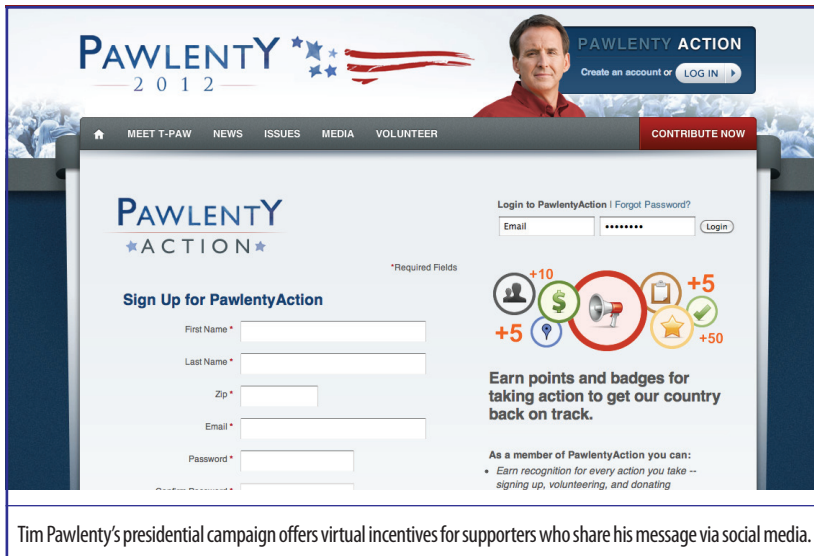 PAWLENTY
2012
PAWLENTY ACTION
Create an account or LOG IN
MEET T-PAW NEWS ISSUES MEDIA VOLUNTEER CONTRIBUTE NOW
PAWLENTY
ACTION
*Required Fields
Sign Up for PawlentyAction
First Name *
Last Name *
Zip *
Email *
Password *
Confirm Password *
Login to PawlentyAction | Forgot Password?
Email •••••••• Login
+10
+5
+5
+50
Earn points and badges for
taking action to get our country
back on track.
As a member of PawlentyAction you can:
• Earn recognition for every action you take --
signing up, volunteering, and donating
Tim Pawlenty's presidential campaign offers virtual incentives for supporters who share his message via social media.